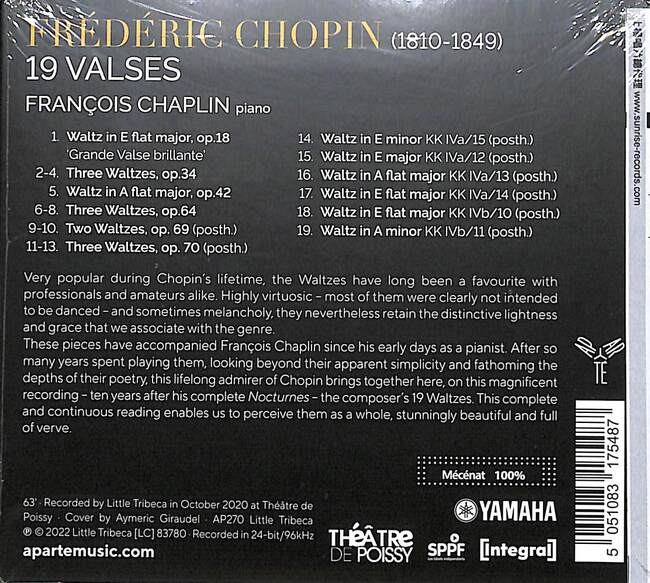 FRÉDÉRIC CHOPIN (1810-1849)
19 VALSES
FRANÇOIS CHAPLIN piano
1. Waltz in E flat major, op.18
'Grande Valse brillante'
2-4. Three Waltzes, op.34
5. Waltz in A flat major, op.42
6-8. Three Waltzes, op.64
9-10. Two Waltzes, op. 69 (posth.)
11-13. Three Waltzes, op. 70 (posth.)
14. Waltz in E minor KK IVa/15 (posth.)
15. Waltz in E major KK IVa/12 (posth.)
16. Waltz in A flat major KK IVa/13 (posth.)
17. Waltz in E flat major KK IVa/14 (posth.)
18. Waltz in E flat major KK IVb/10 (posth.)
19. Waltz in A minor KK IVb/11 (posth.)
Very popular during Chopin's lifetime, the Waltzes have long been a favourite with
professionals and amateurs alike. Highly virtuosic – most of them were clearly not intended
to be danced – and sometimes melancholy, they nevertheless retain the distinctive lightness
and grace that we associate with the genre.
These pieces have accompanied François Chaplin since his early days as a pianist. After so
many years spent playing them, looking beyond their apparent simplicity and fathoming the
depths of their poetry, this lifelong admirer of Chopin brings together here, on this magnificent
recording – ten years after his complete Nocturnes – the composer's 19 Waltzes. This complete
and continuous reading enables us to perceive them as a whole, stunningly beautiful and full
of verve.
Mécénat 100%
63' · Recorded by Little Tribeca in October 2020 at Théâtre de
Poissy · Cover by Aymeric Giraudel · AP270 Little Tribeca
℗ © 2022 Little Tribeca [LC] 83780 · Recorded in 24-bit/96kHz
apartemusic.com
THÉÂTRE
DE POISSY
YAMAHA
SPPF
Les labels indépendants
[integral]
APARTE
5 051083 175487
www.sunrise-records.com